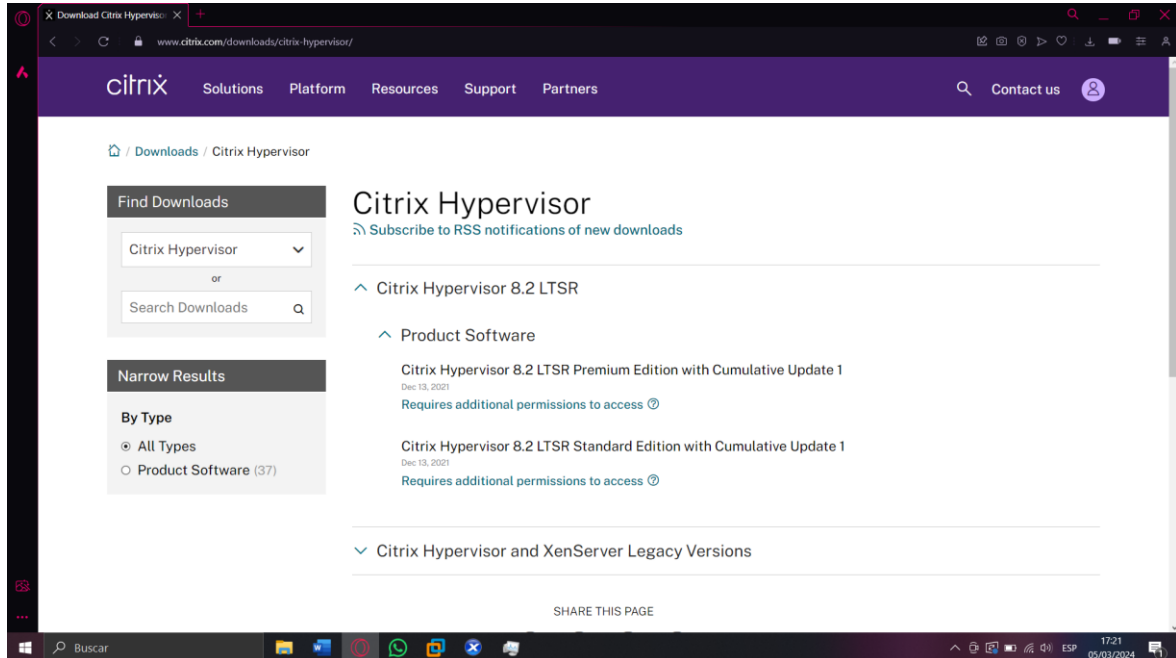 Download Citrix Hypervisor
www.citrix.com/downloads/citrix-hypervisor/
citrix
Solutions
Platform
Resources
Support
Partners
Contact us
/ Downloads / Citrix Hypervisor
Find Downloads
Citrix Hypervisor
or
Search Downloads
Narrow Results
By Type
All Types
Product Software (37)
Citrix Hypervisor
Subscribe to RSS notifications of new downloads
Citrix Hypervisor 8.2 LTSR
Product Software
Citrix Hypervisor 8.2 LTSR Premium Edition with Cumulative Update 1
Dec 13, 2021
Requires additional permissions to access
Citrix Hypervisor 8.2 LTSR Standard Edition with Cumulative Update 1
Dec 13, 2021
Requires additional permissions to access
Citrix Hypervisor and XenServer Legacy Versions
SHARE THIS PAGE
Buscar
ESP
17:21
05/03/2024